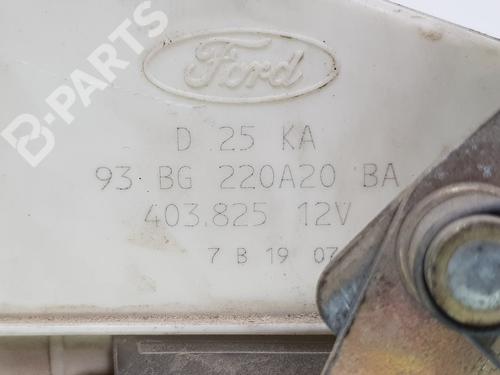 Ford
D 25 KA
93 BG 220A20 BA
403.825 12V
7 B 19 07
B-PARTS